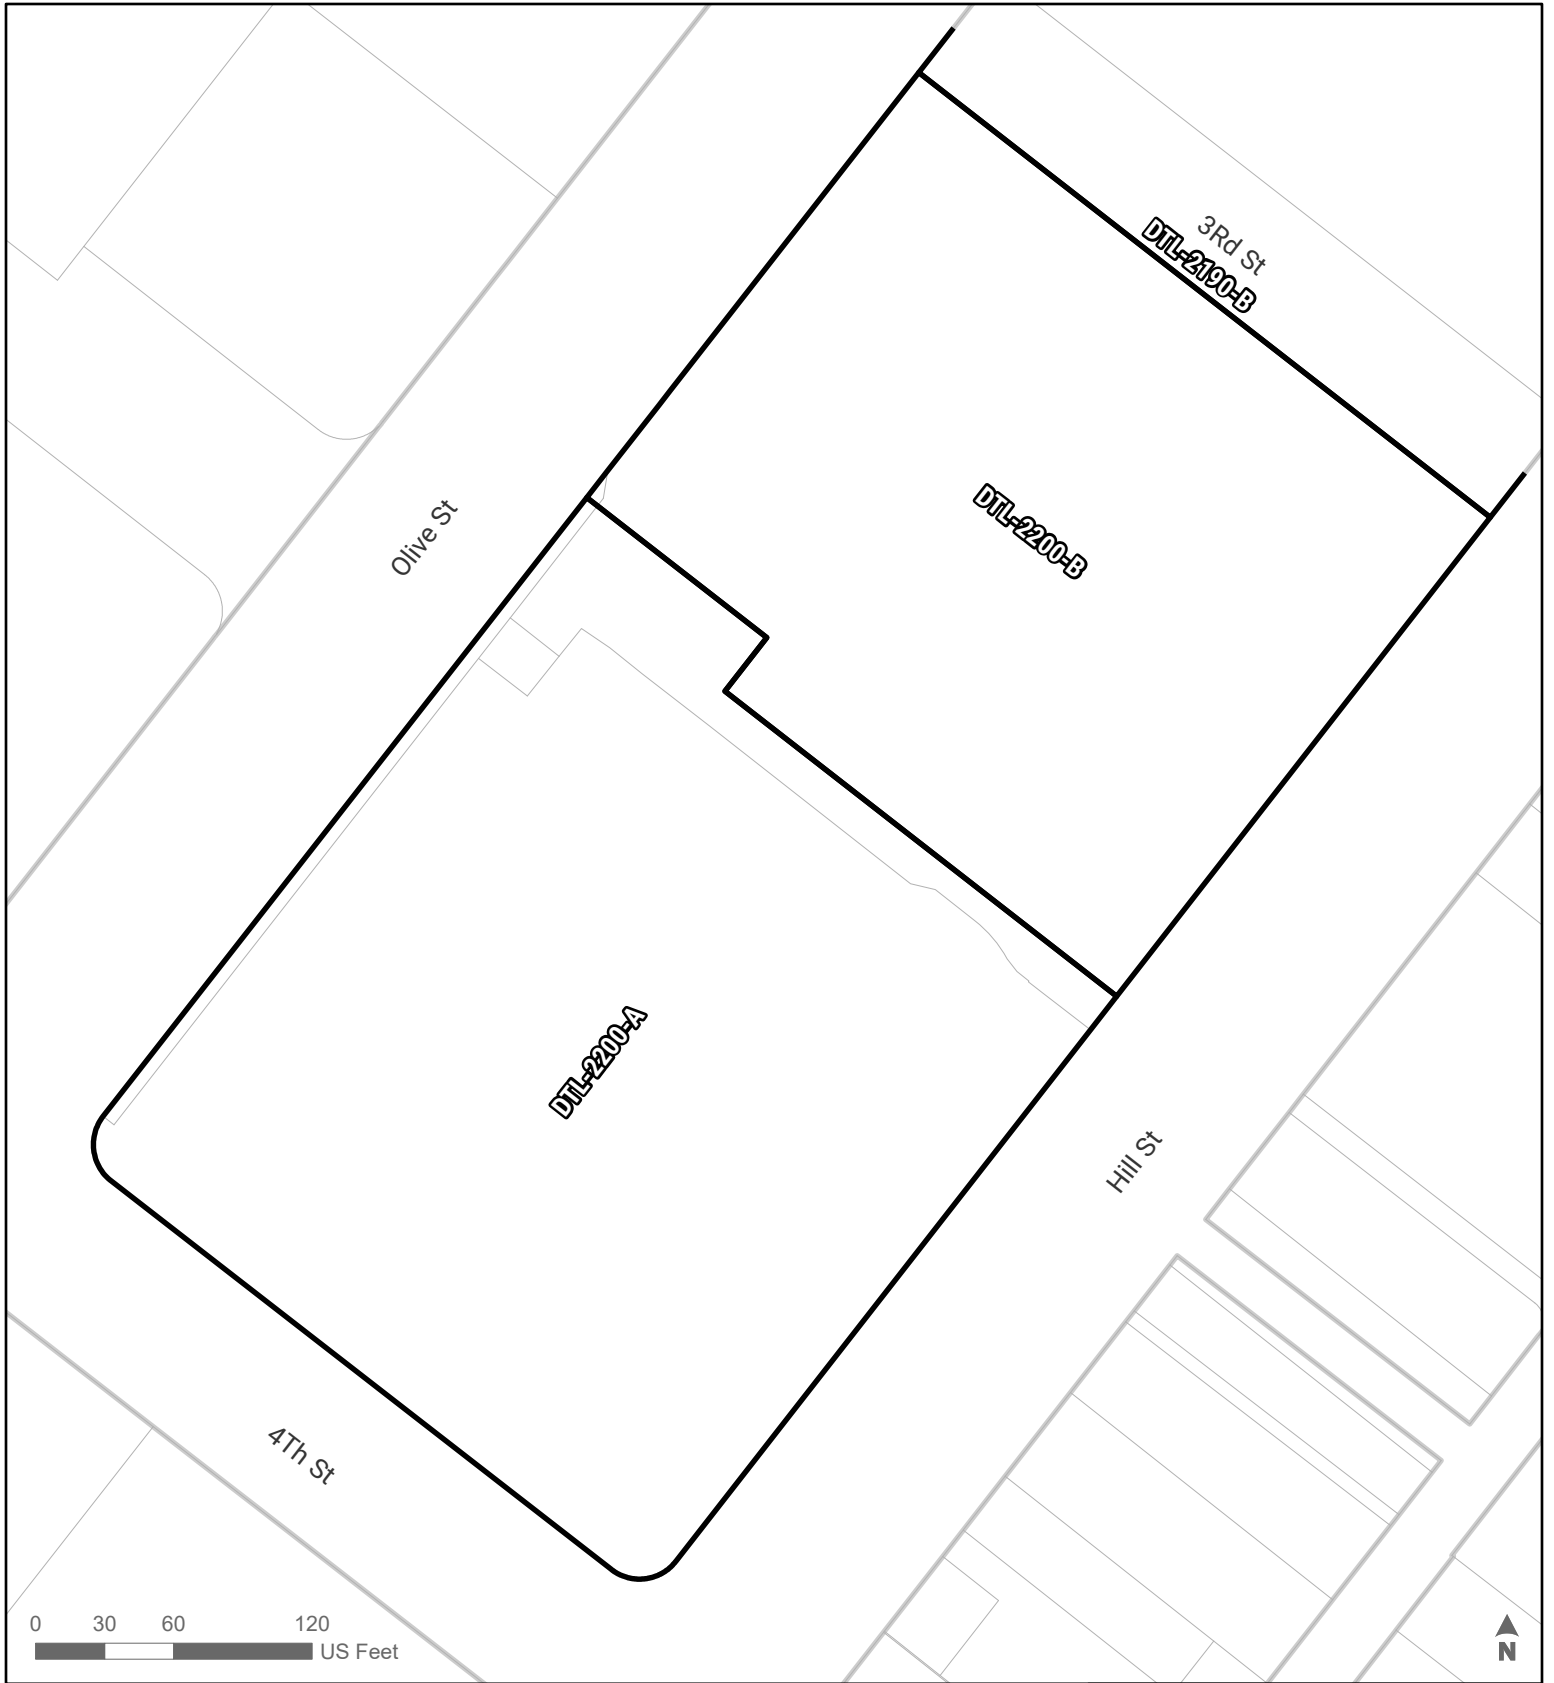 3Rd St
DTL-2190-B
DTL-2200-B
Olive St
DTL-2200-A
Hill St
4Th St
0 30 60 120
US Feet
N